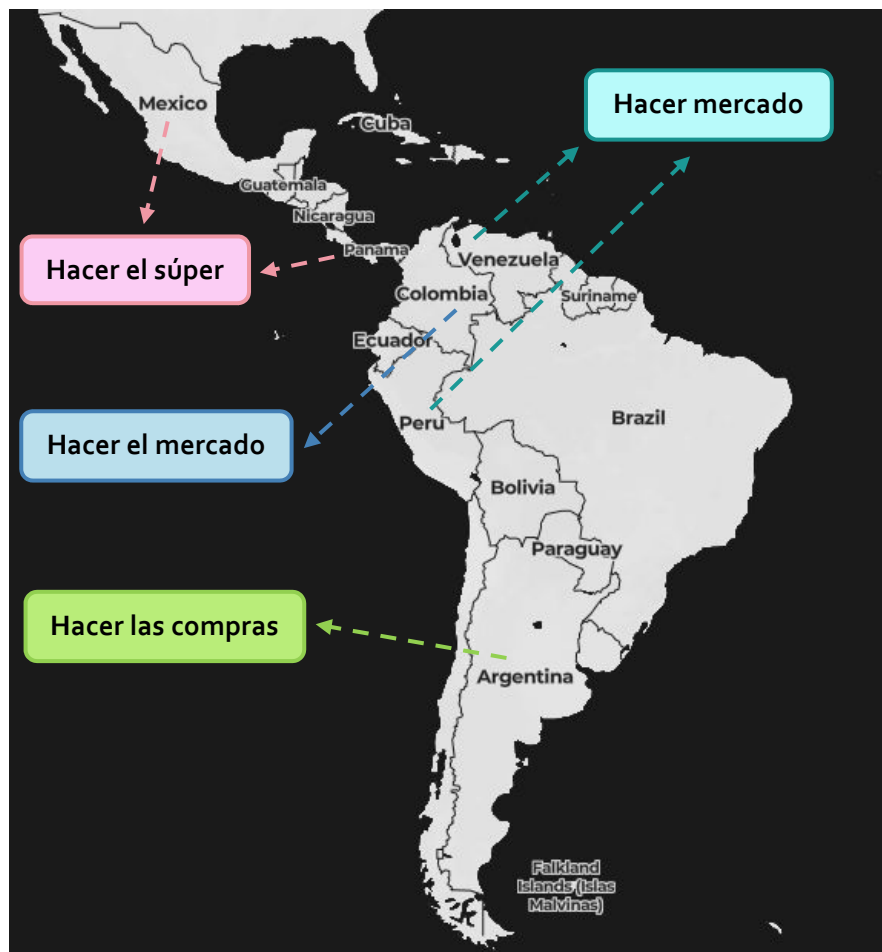 Mexico
Hacer mercado
Cuba
Guatemala
Nicaragua
Hacer el súper
Panama
Venezuela
Colombia
Suriname
Ecuador
Hacer el mercado
Peru
Brazil
Bolivia
Paraguay
Hacer las compras
Argentina
Falkland
Islands (Islas
Malvinas)